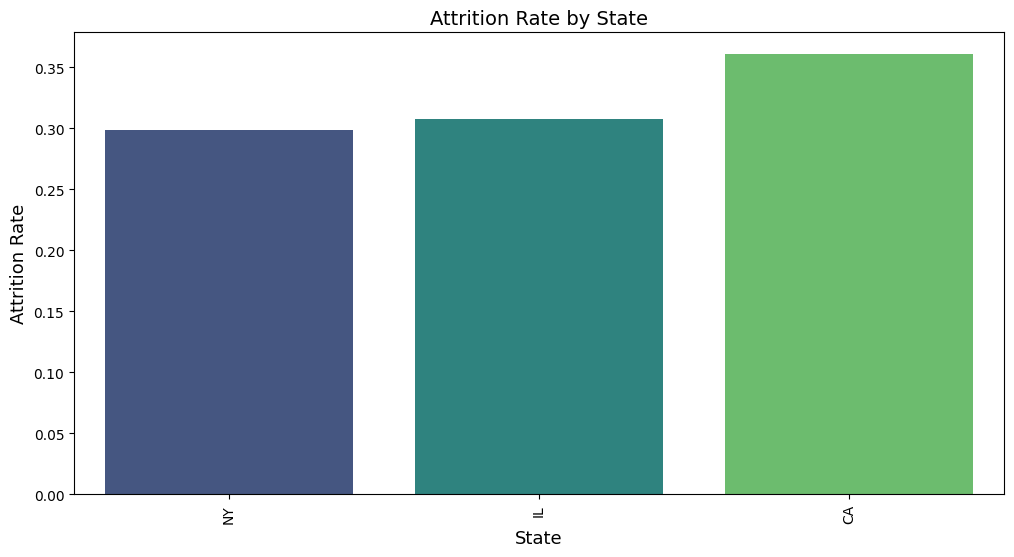 Attrition Rate by State
Attrition Rate
0.35
0.30
0.25
0.20
0.15
0.10
0.05
0.00
NY
IL
CA
State